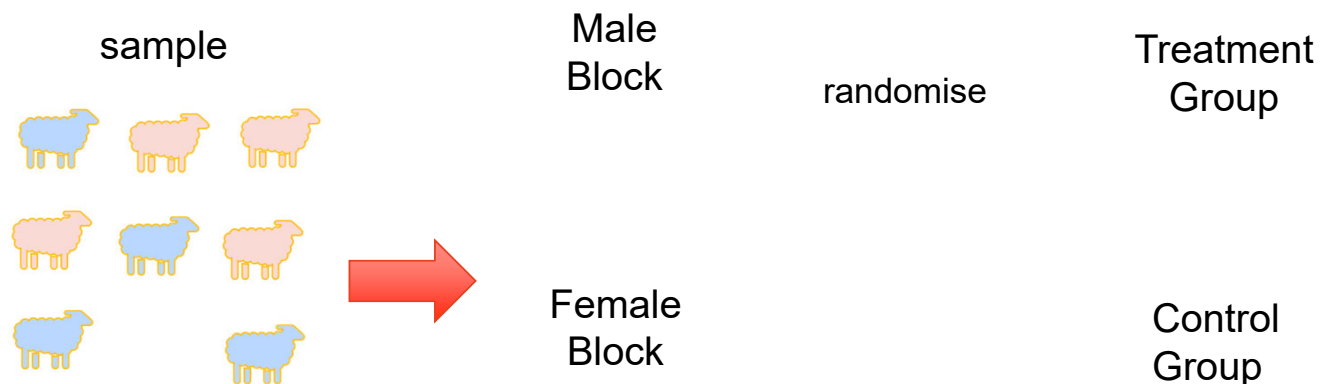 sample
Male
Block
randomise
Treatment
Group
Female
Block
Control
Group